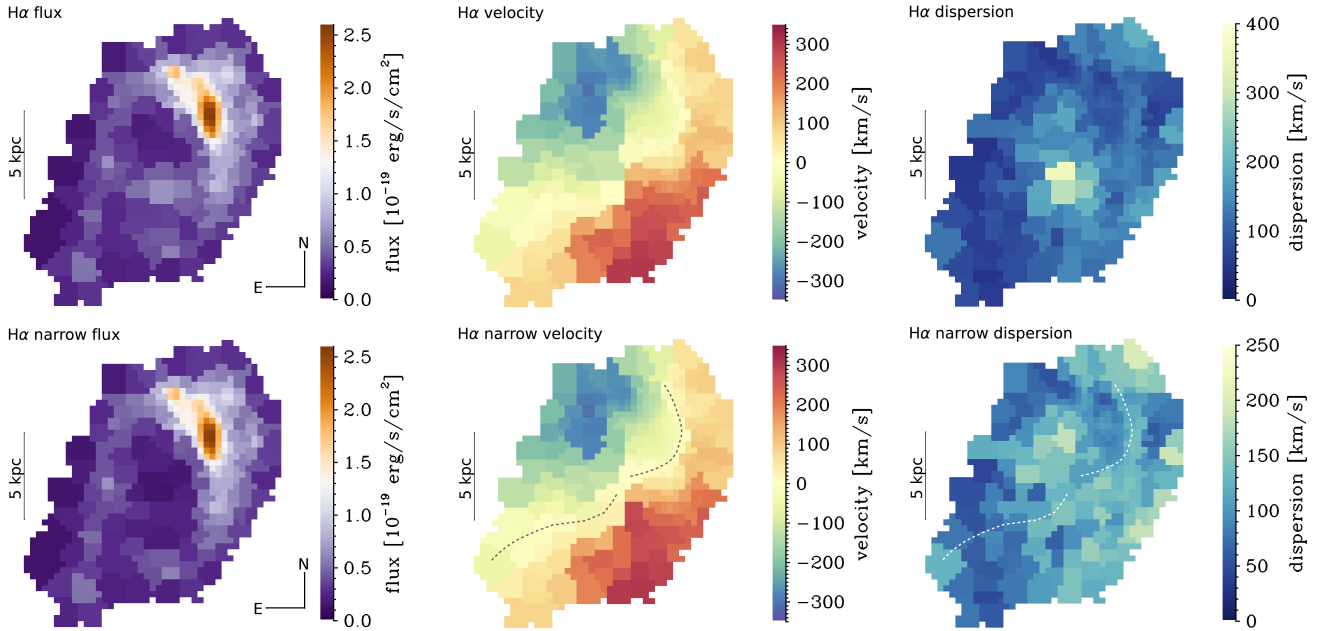 Hα flux
5 kpc
N
E
2.5
2.0
1.5
1.0
0.5
0.0
flux [10⁻¹⁹ erg/s/cm²]
Hα velocity
5 kpc
300
200
100
0
−100
−200
−300
velocity [km/s]
Hα dispersion
5 kpc
400
300
200
100
0
dispersion [km/s]
Hα narrow flux
5 kpc
N
E
2.5
2.0
1.5
1.0
0.5
0.0
flux [10⁻¹⁹ erg/s/cm²]
Hα narrow velocity
5 kpc
300
200
100
0
−100
−200
−300
velocity [km/s]
Hα narrow dispersion
5 kpc
250
200
150
100
50
0
dispersion [km/s]